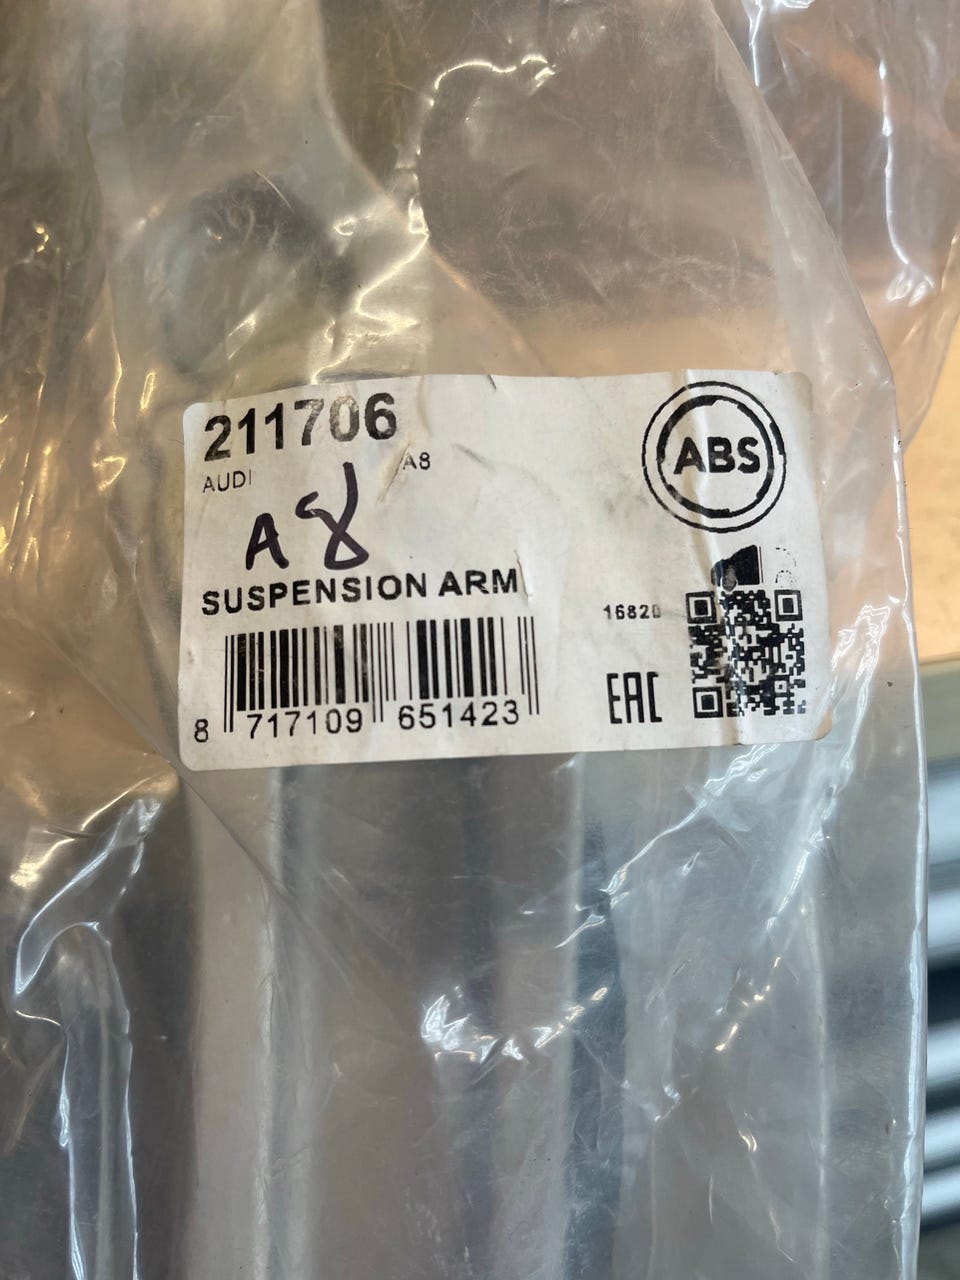 211706
AUDI A8
A8
SUSPENSION ARM
ABS
16820
EAC
8 717109 651423